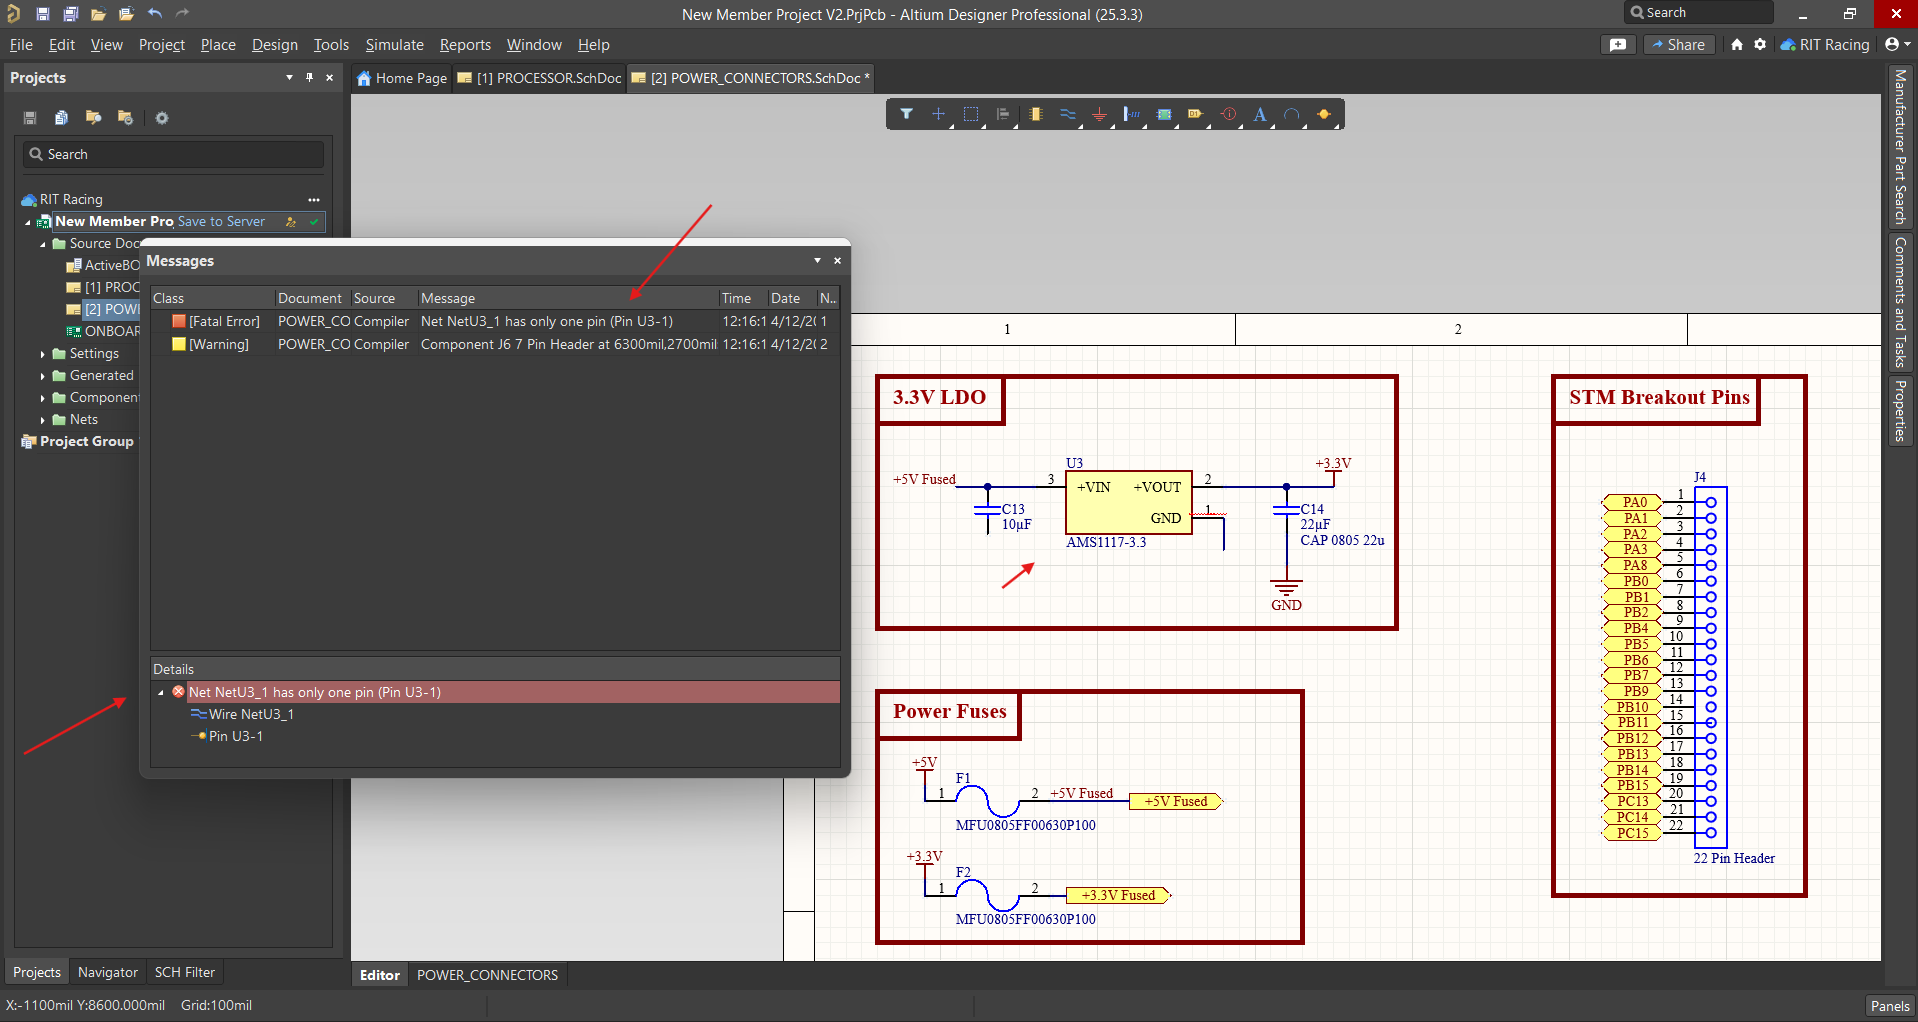 New Member Project V2.PrjPcb - Altium Designer Professional (25.3.3)
Search
File Edit View Project Place Design Tools Simulate Reports Window Help
Share
RIT Racing
Projects
Home Page
[1] PROCESSOR.SchDoc
[2] POWER_CONNECTORS.SchDoc *
Search
RIT Racing
New Member Pro Save to Server
Source Doc
ActiveBO
[1] PROC
[2] POWE
ONBOAR
Settings
Generated
Componen
Nets
Project Group
Messages
Class Document Source Message Time Date N..
[Fatal Error] POWER_CO Compiler Net NetU3_1 has only one pin (Pin U3-1) 12:16:1 4/12/20 1
[Warning] POWER_CO Compiler Component J6 7 Pin Header at 6300mil,2700mil 12:16:1 4/12/20 2
Details
Net NetU3_1 has only one pin (Pin U3-1)
Wire NetU3_1
Pin U3-1
1 2
3.3V LDO
+5V Fused
C13
10µF
3
U3
+VIN +VOUT
GND
AMS1117-3.3
2
1
+3.3V
C14
22µF
CAP 0805 22u
GND
Power Fuses
+5V
F1
1 2 +5V Fused +5V Fused
MFU0805FF00630P100
+3.3V
F2
1 2 +3.3V Fused
MFU0805FF00630P100
STM Breakout Pins
J4
PA0 1
PA1 2
PA2 3
PA3 4
PA8 5
PB0 6
PB1 7
PB2 8
PB4 9
PB5 10
PB6 11
PB7 12
PB9 13
PB10 14
PB11 15
PB12 16
PB13 17
PB14 18
PB15 19
PC13 20
PC14 21
PC15 22
22 Pin Header
Manufacturer Part Search
Comments and Tasks
Properties
Projects Navigator SCH Filter
Editor POWER_CONNECTORS
X:-1100mil Y:8600.000mil Grid:100mil
Panels